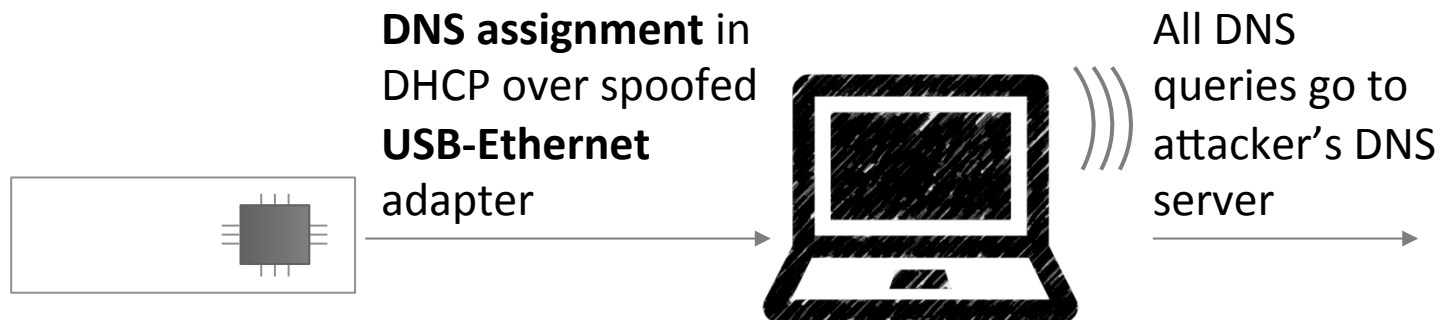 DNS assignment in
DHCP over spoofed
USB-Ethernet
adapter
All DNS
queries go to
attacker’s DNS
server